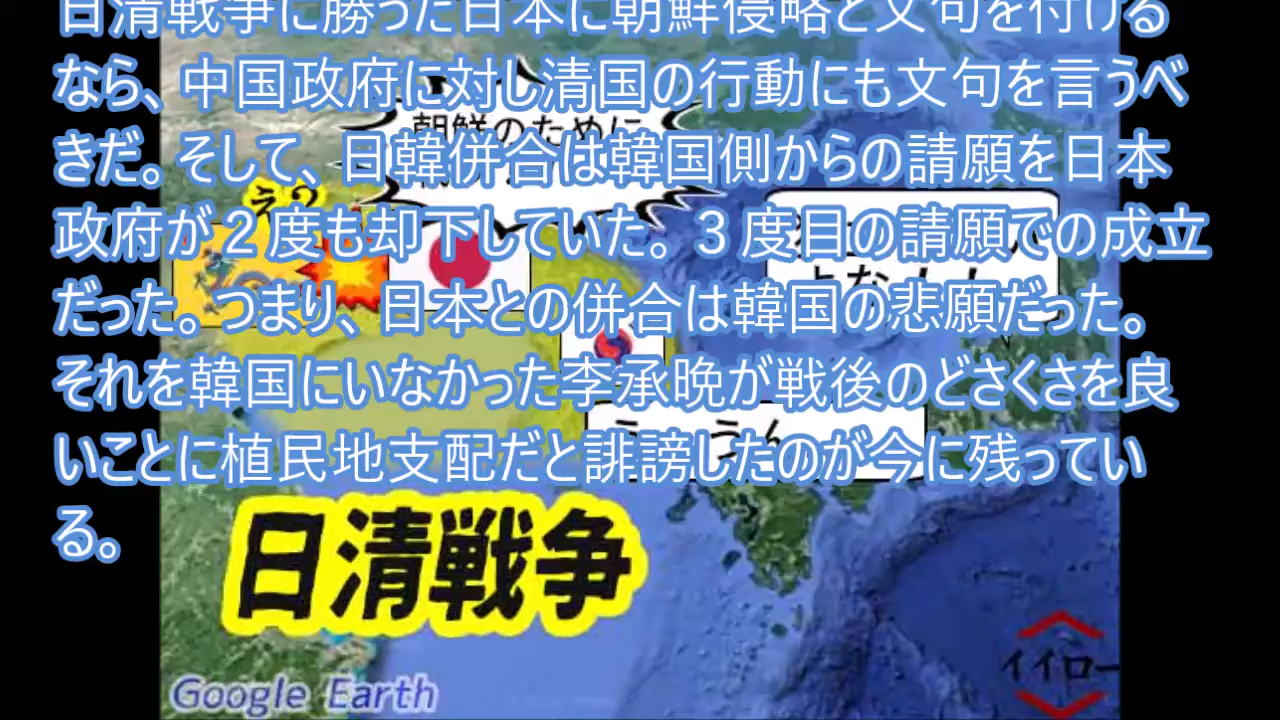 日清戦争に勝った日本に朝鮮侵略と文句を付ける
なら、中国政府に対し清国の行動にも文句を言うべ
きだ。そして、日韓併合は韓国側からの請願を日本
政府が２度も却下していた。３度目の請願での成立
だった。つまり、日本との併合は韓国の悲願だった。
それを韓国にいなかった李承晩が戦後のどさくさを良
いことに植民地支配だと誹謗したのが今に残ってい
る。
朝鮮のために
えっ
日清戦争
イイロー
Google Earth